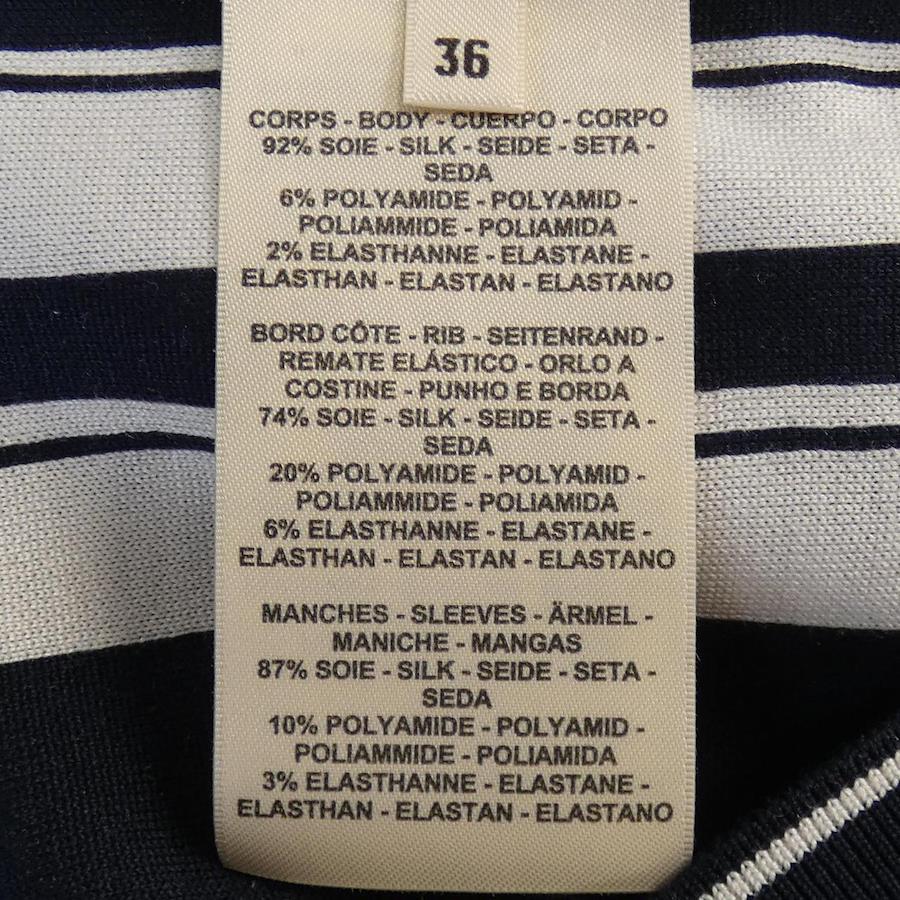 36
CORPS - BODY - CUERPO - CORPO
92% SOIE - SILK - SEIDE - SETA -
SEDA
6% POLYAMIDE - POLYAMID -
POLIAMMIDE - POLIAMIDA
2% ELASTHANNE - ELASTANE -
ELASTHAN - ELASTAN - ELASTANO
BORD CÔTE - RIB - SEITENRAND -
REMATE ELÁSTICO - ORLO A
COSTINE - PUNHO E BORDA
74% SOIE - SILK - SEIDE - SETA -
SEDA
20% POLYAMIDE - POLYAMID -
POLIAMMIDE - POLIAMIDA
6% ELASTHANNE - ELASTANE -
ELASTHAN - ELASTAN - ELASTANO
MANCHES - SLEEVES - ÄRMEL -
MANICHE - MANGAS
87% SOIE - SILK - SEIDE - SETA -
SEDA
10% POLYAMIDE - POLYAMID -
POLIAMMIDE - POLIAMIDA
3% ELASTHANNE - ELASTANE -
ELASTHAN - ELASTAN - ELASTANO